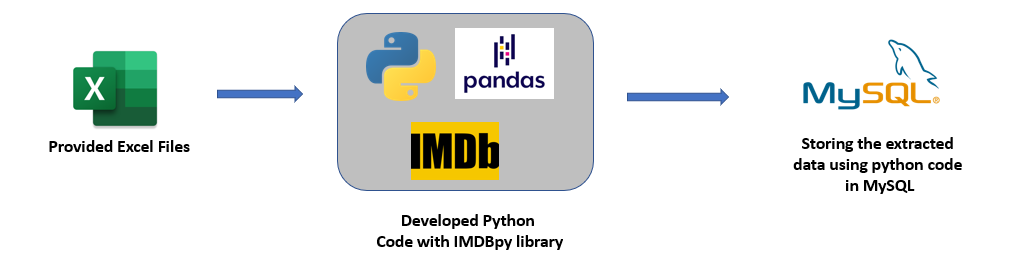 X
Provided Excel Files
pandas
IMDb
Developed Python
Code with IMDBpy library
MySQL®
Storing the extracted
data using python code
in MySQL